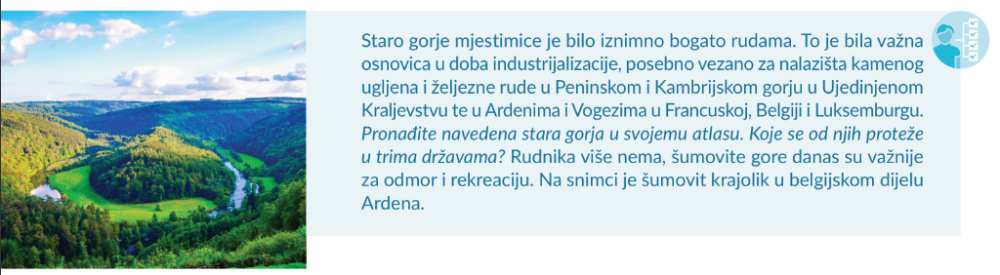 Staro gorje mjestimice je bilo iznimno bogato rudama. To je bila važna
osnovica u doba industrijalizacije, posebno vezano za nalazišta kamenog
ugljena i željezne rude u Peninskom i Kambrijskom gorju u Ujedinjenom
Kraljevstvu te u Ardenima i Vogezima u Francuskoj, Belgiji i Luksemburgu.
Pronađite navedena stara gorja u svojemu atlasu. Koje se od njih proteže
u trima državama? Rudnika više nema, šumovite gore danas su važnije
za odmor i rekreaciju. Na snimci je šumovit krajolik u belgijskom dijelu
Ardena.